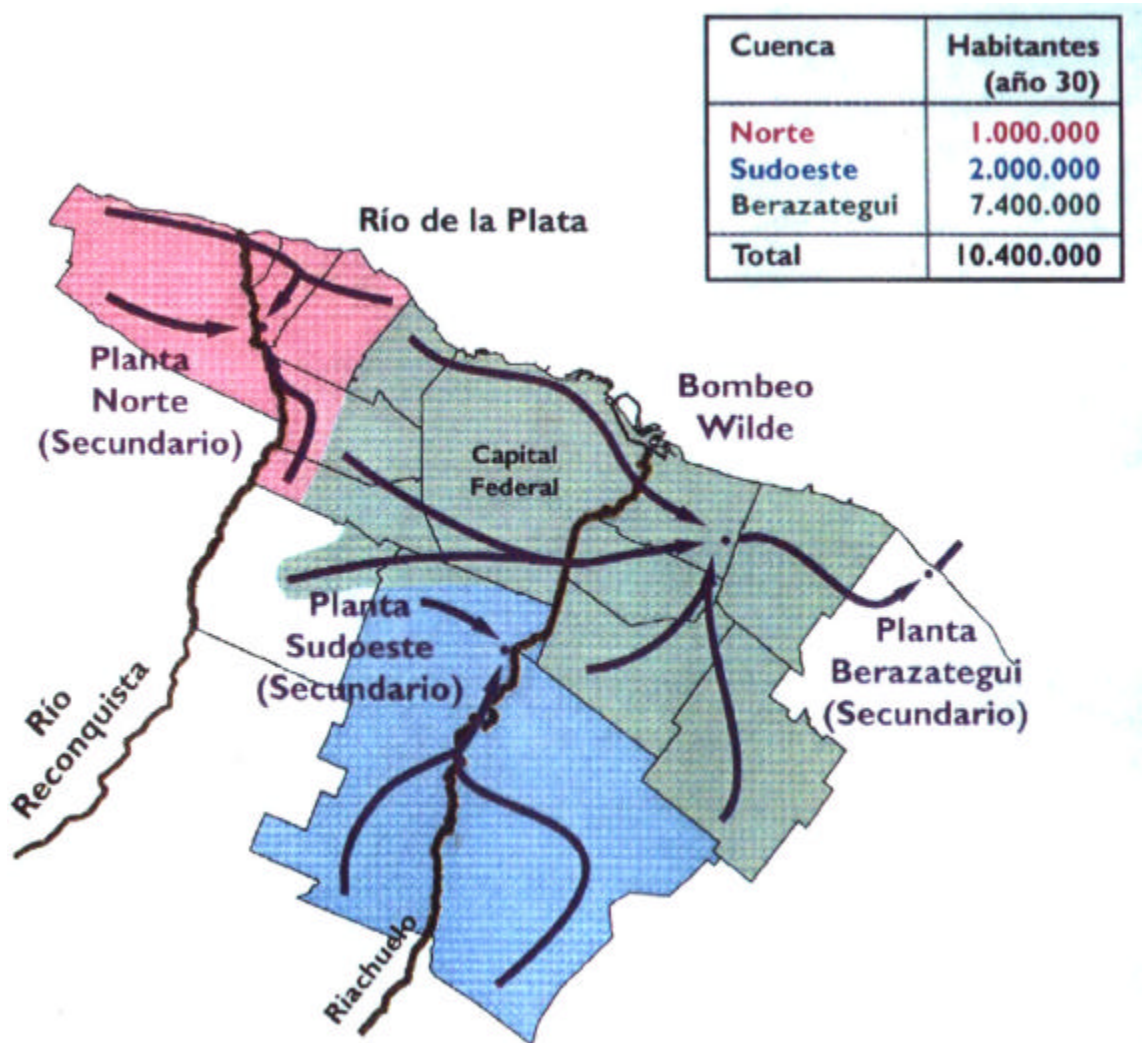 Cuenca Habitantes
(año 30)
Norte 1.000.000
Sudoeste 2.000.000
Berazategui 7.400.000
Total 10.400.000
Río de la Plata
Planta
Norte
(Secundario)
Bombeo
Wilde
Capital
Federal
Planta
Sudoeste
(Secundario)
Planta
Berazategui
(Secundario)
Río
Reconquista
Riachuelo